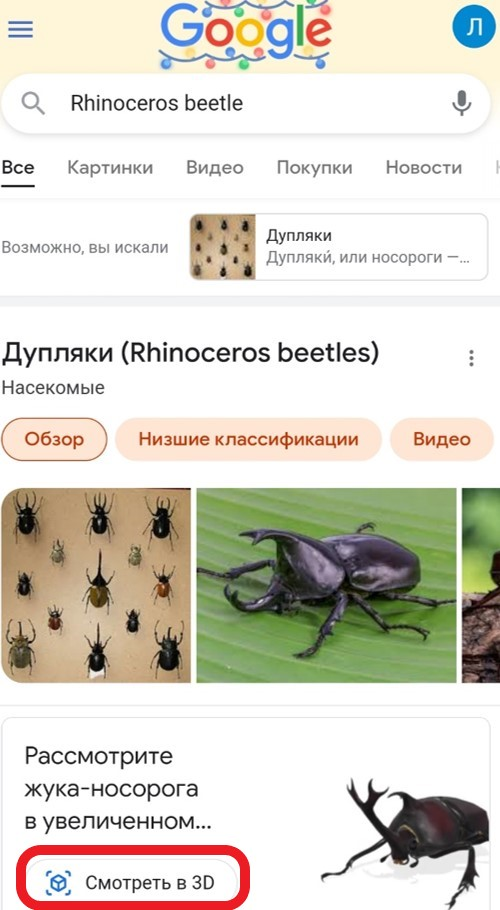 Google
Л
Rhinoceros beetle
Все Картинки Видео Покупки Новости
Возможно, вы искали
Дупляки
Дупляки́, или носороги —...
Дупляки (Rhinoceros beetles)
Насекомые
Обзор Низшие классификации Видео
Рассмотрите
жука-носорога
в увеличенном...
Смотреть в 3D